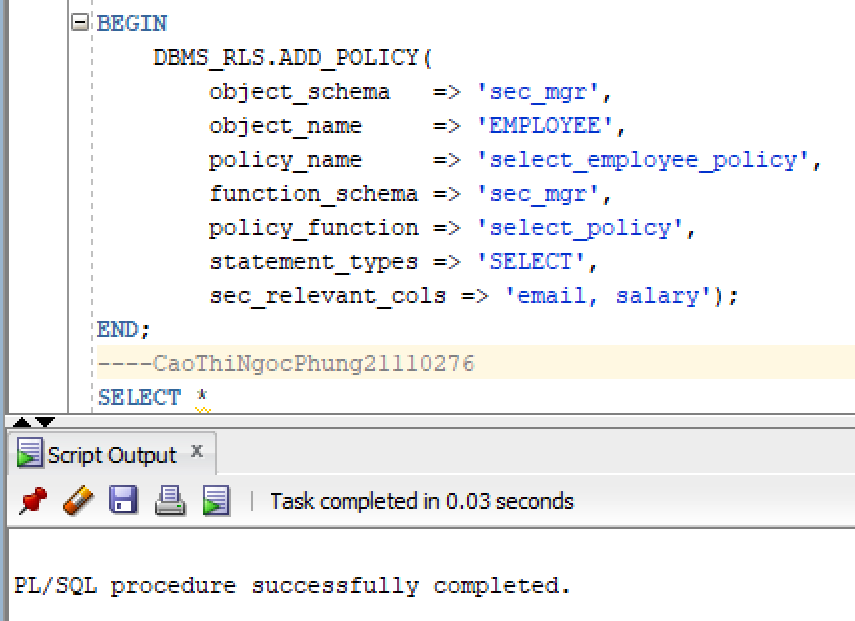 BEGIN
    DBMS_RLS.ADD_POLICY(
        object_schema   => 'sec_mgr',
        object_name     => 'EMPLOYEE',
        policy_name     => 'select_employee_policy',
        function_schema => 'sec_mgr',
        policy_function => 'select_policy',
        statement_types => 'SELECT',
        sec_relevant_cols => 'email, salary');
END;
----CaoThiNgocPhung21110276
SELECT *
Script Output x
Task completed in 0.03 seconds
PL/SQL procedure successfully completed.